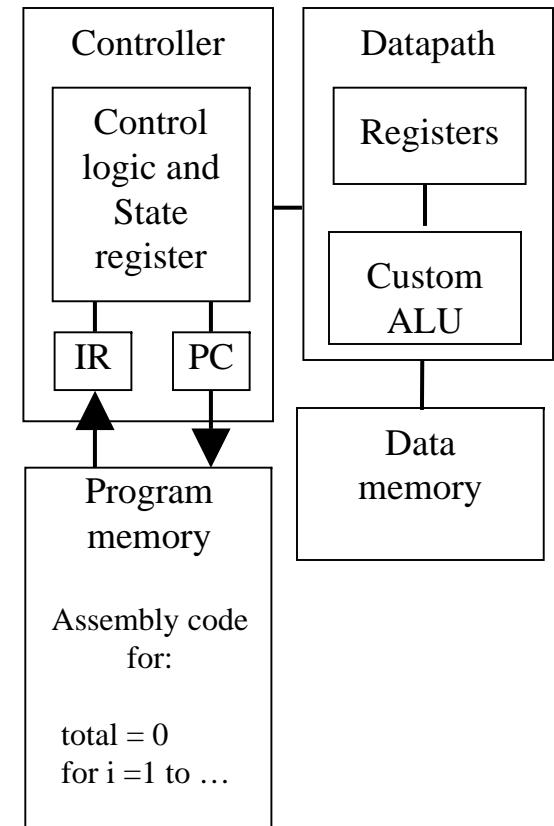 Controller
Control
logic and
State
register
IR
PC
Datapath
Registers
Custom
ALU
Data
memory
Program
memory
Assembly code
for:
total = 0
for i =1 to …